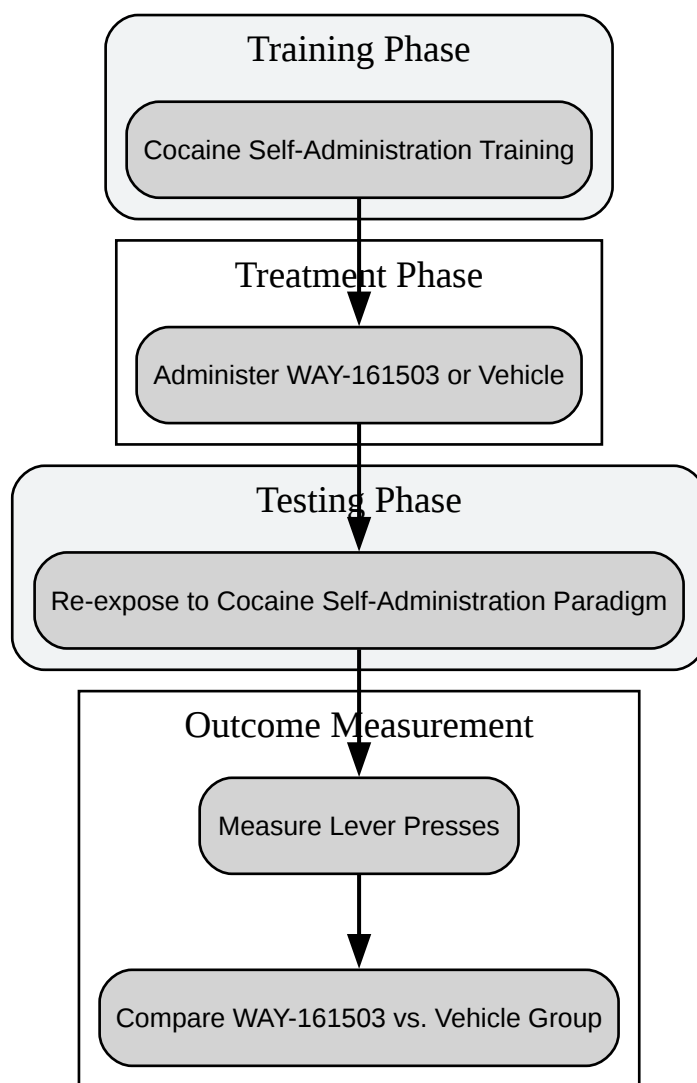 Training Phase
Cocaine Self-Administration Training
Treatment Phase
Administer WAY-161503 or Vehicle
Testing Phase
Re-expose to Cocaine Self-Administration Paradigm
Outcome Measurement
Measure Lever Presses
Compare WAY-161503 vs. Vehicle Group